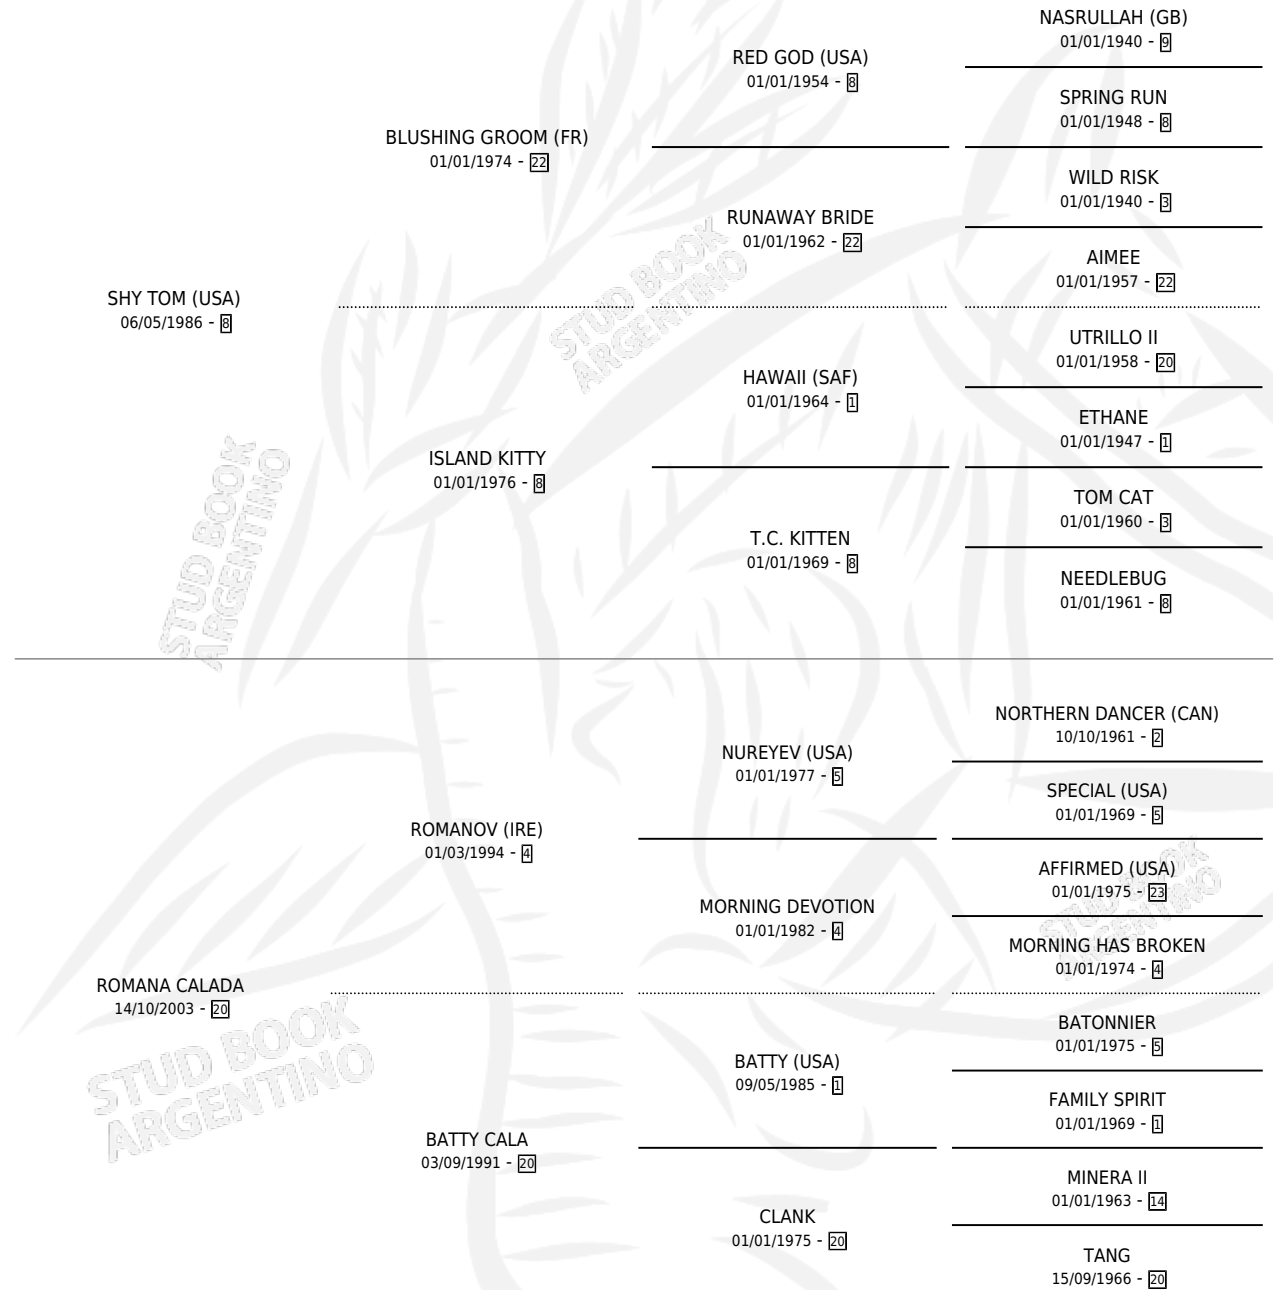 NASRULLAH (GB)
01/01/1940 - 9
RED GOD (USA)
01/01/1954 - 8
SPRING RUN
01/01/1948 - 8
BLUSHING GROOM (FR)
01/01/1974 - 22
WILD RISK
01/01/1940 - 3
RUNAWAY BRIDE
01/01/1962 - 22
AIMEE
01/01/1957 - 22
SHY TOM (USA)
06/05/1986 - 8
UTRILLO II
01/01/1958 - 20
HAWAII (SAF)
01/01/1964 - 1
ETHANE
01/01/1947 - 1
ISLAND KITTY
01/01/1976 - 8
TOM CAT
01/01/1960 - 3
T.C. KITTEN
01/01/1969 - 8
NEEDLEBUG
01/01/1961 - 8
NORTHERN DANCER (CAN)
10/10/1961 - 2
NUREYEV (USA)
01/01/1977 - 5
SPECIAL (USA)
01/01/1969 - 5
ROMANOV (IRE)
01/03/1994 - 4
AFFIRMED (USA)
01/01/1975 - 23
MORNING DEVOTION
01/01/1982 - 4
MORNING HAS BROKEN
01/01/1974 - 4
ROMANA CALADA
14/10/2003 - 20
BATONNIER
01/01/1975 - 5
BATTY (USA)
09/05/1985 - 1
FAMILY SPIRIT
01/01/1969 - 1
BATTY CALA
03/09/1991 - 20
MINERA II
01/01/1963 - 14
CLANK
01/01/1975 - 20
TANG
15/09/1966 - 20
STUD BOOK
ARGENTINO
STUD BOOK
ARGENTINO
STUD BOOK
ARGENTINO
STUD BOOK
ARGENTINO